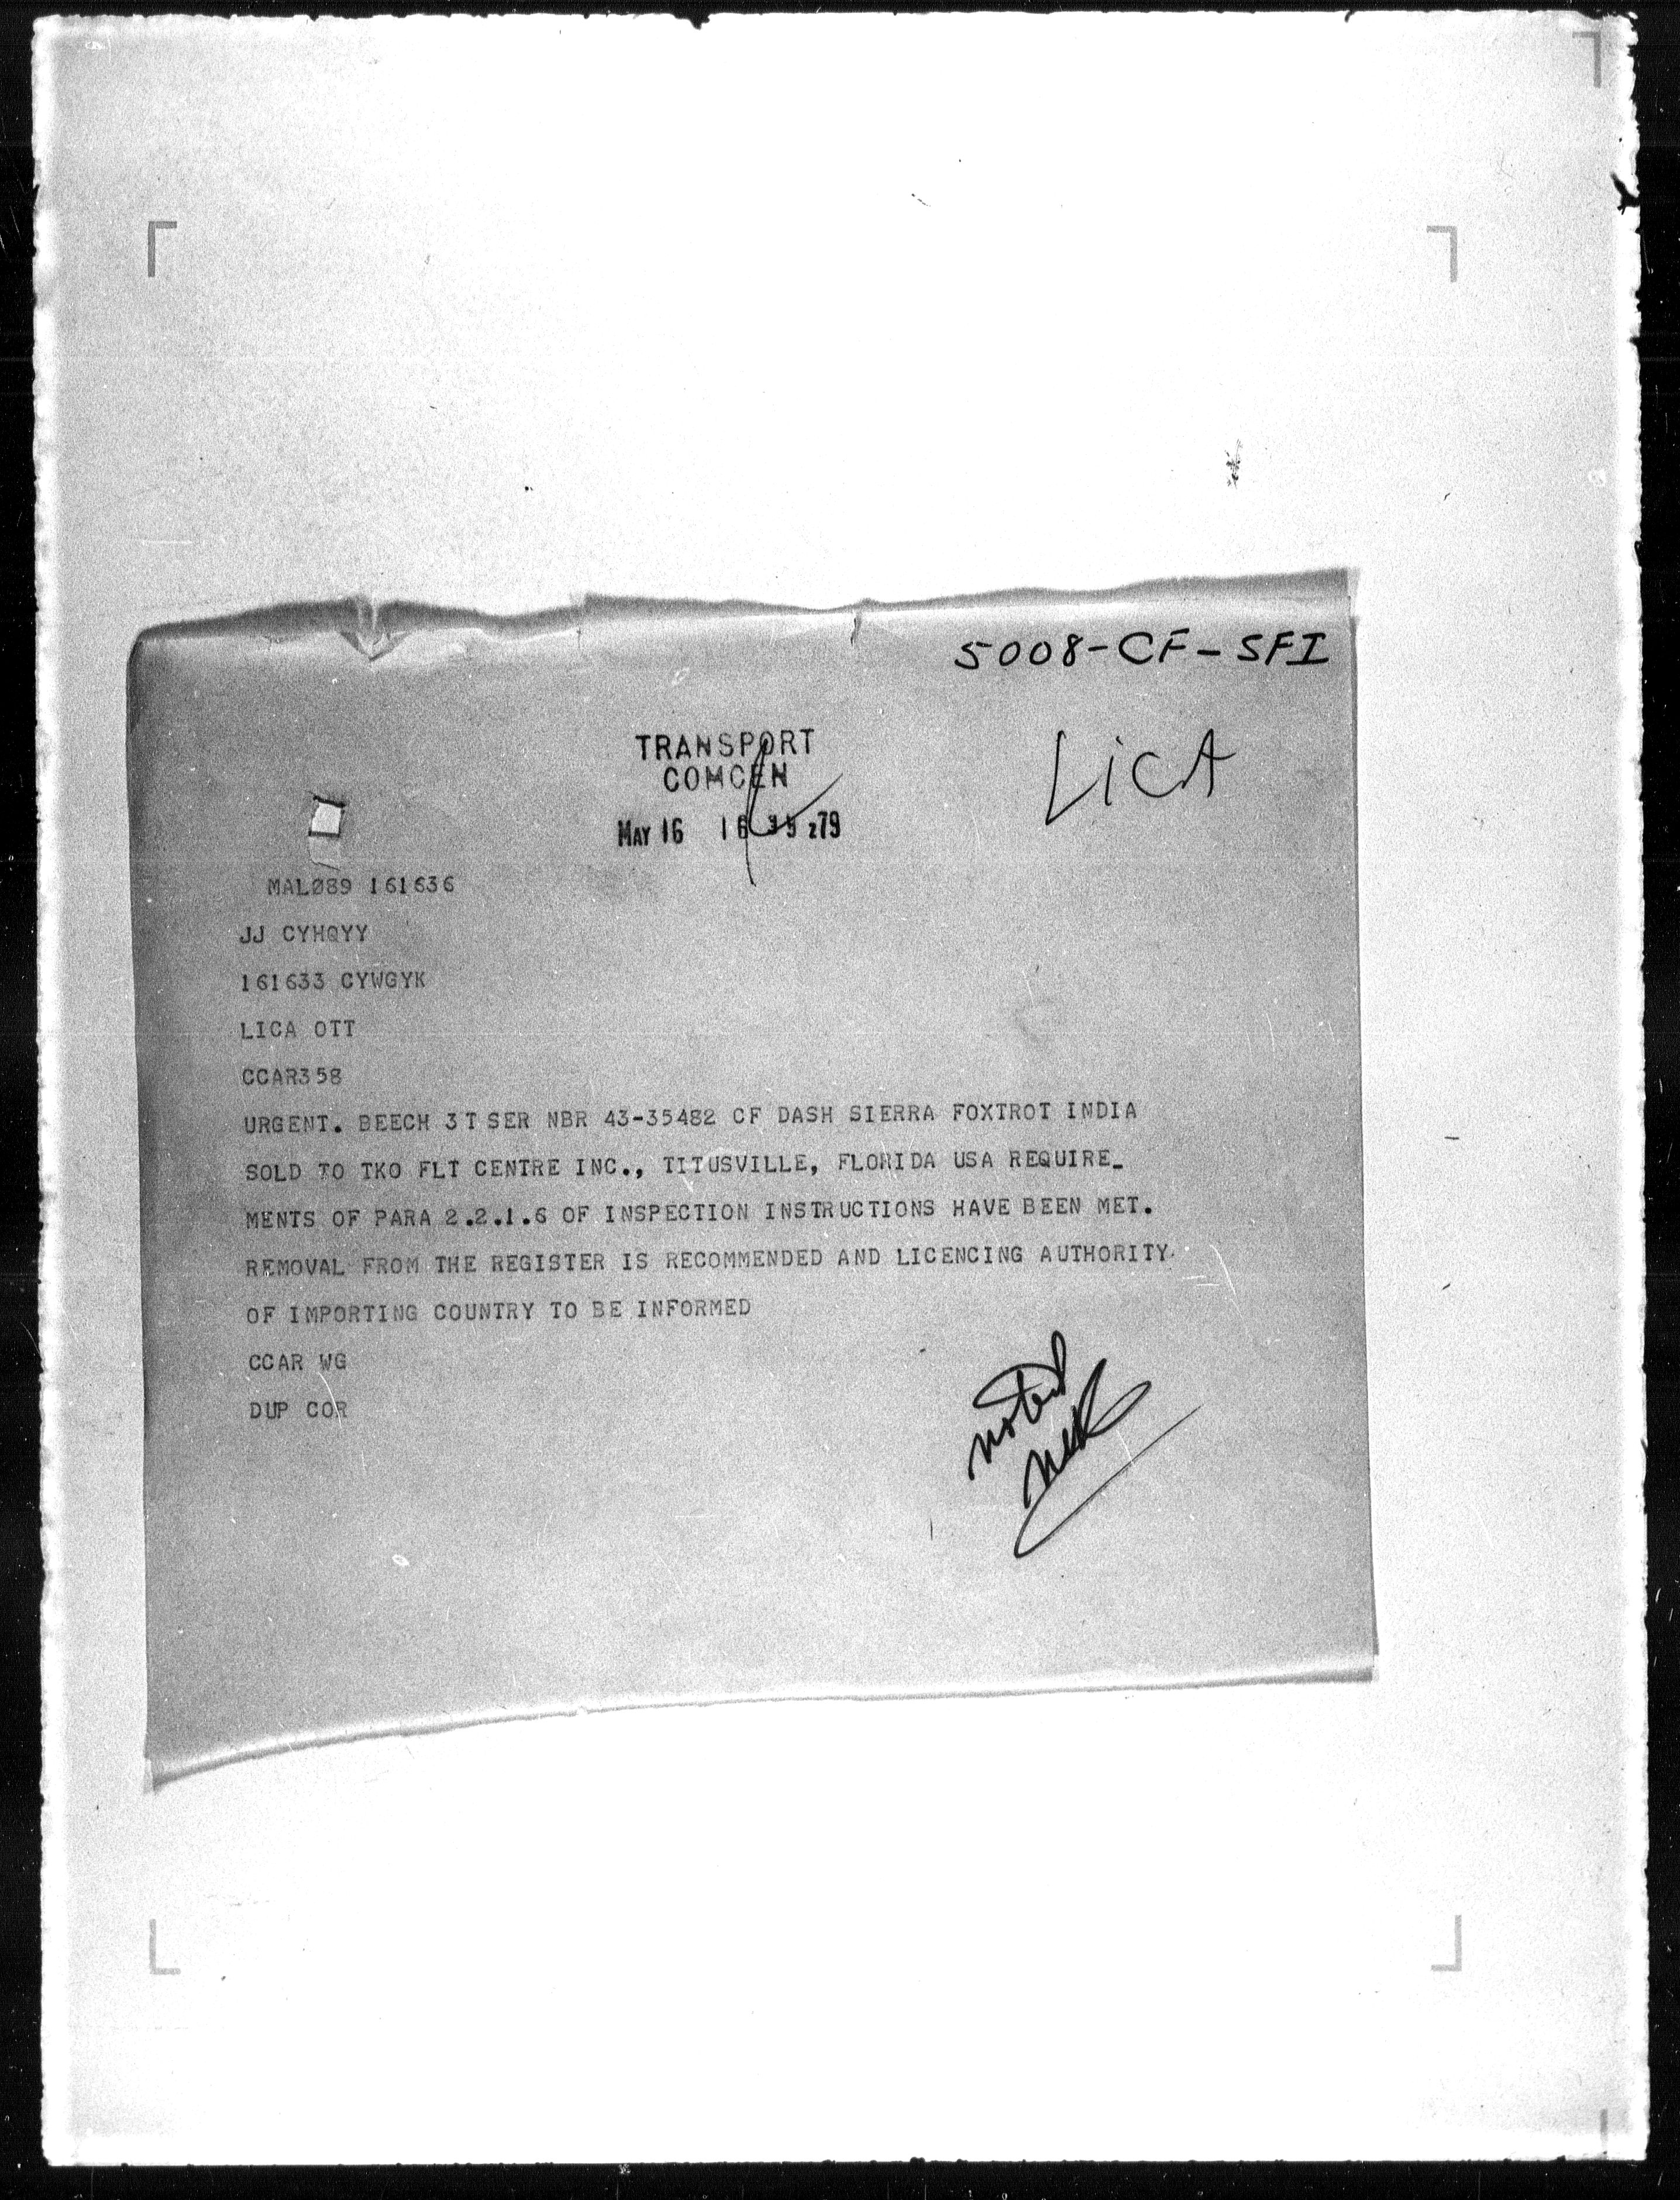 5008-CF-SFI
TRANSPORT
COMCEN
LiCA
MAY 16 16 35 Z79
MALØ89 161636
JJ CYHQYY
161633 CYWGYK
LICA OTT
CCAR358
URGENT. BEECH 3T SER NBR 43-35482 CF DASH SIERRA FOXTROT INDIA
SOLD TO TKO FLT CENTRE INC., TITUSVILLE, FLORIDA USA REQUIRE_
MENTS OF PARA 2.2.1.6 OF INSPECTION INSTRUCTIONS HAVE BEEN MET.
REMOVAL FROM THE REGISTER IS RECOMMENDED AND LICENCING AUTHORITY
OF IMPORTING COUNTRY TO BE INFORMED
CCAR WG
DUP COR
noted